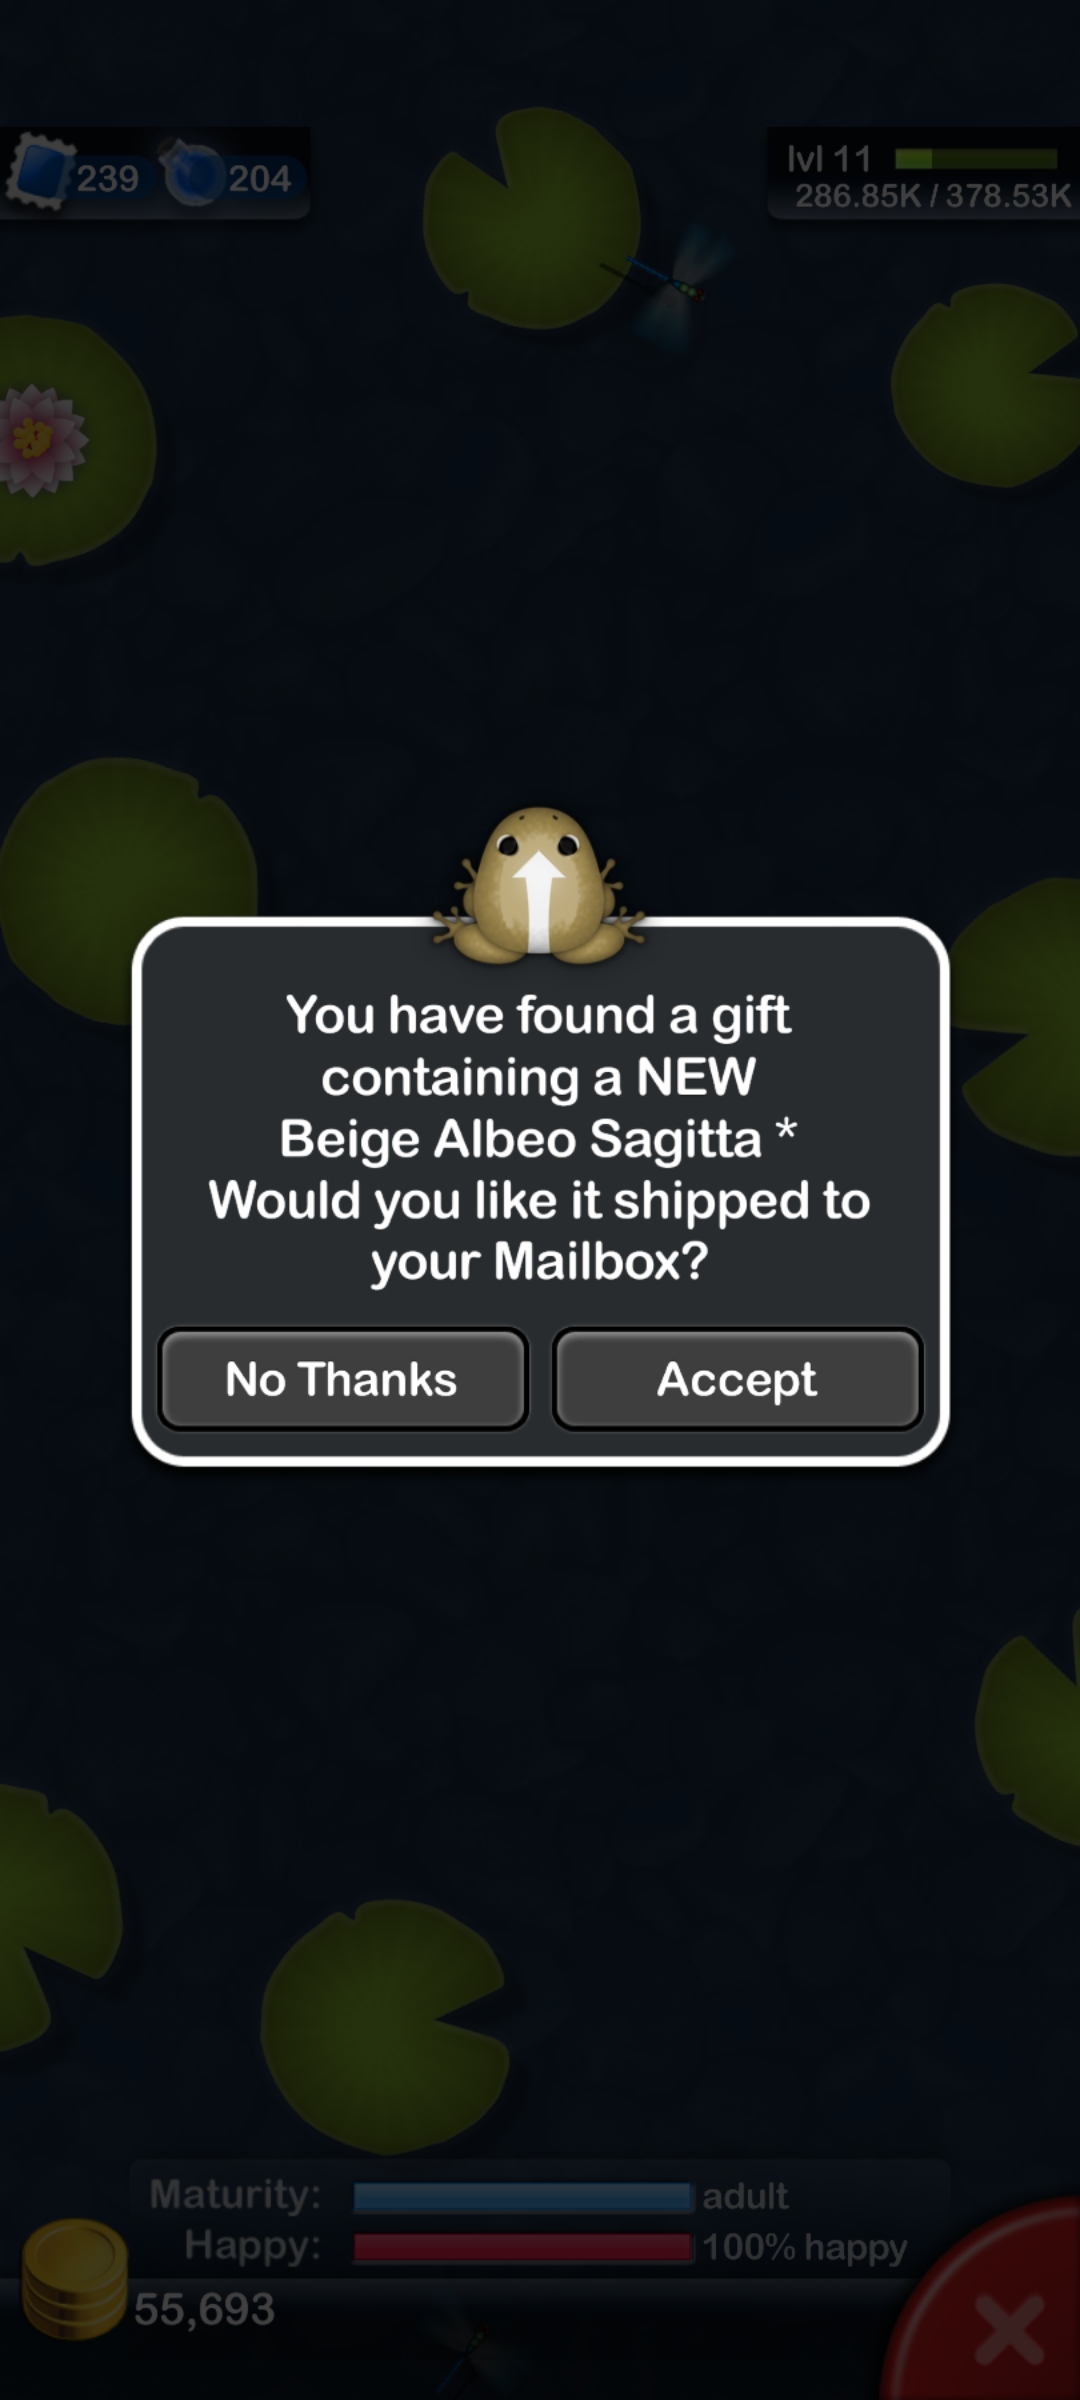 239
204
lvl 11
286.85K / 378.53K
You have found a gift
containing a NEW
Beige Albeo Sagitta *
Would you like it shipped to
your Mailbox?
No Thanks
Accept
Maturity:
adult
Happy:
100% happy
55,693